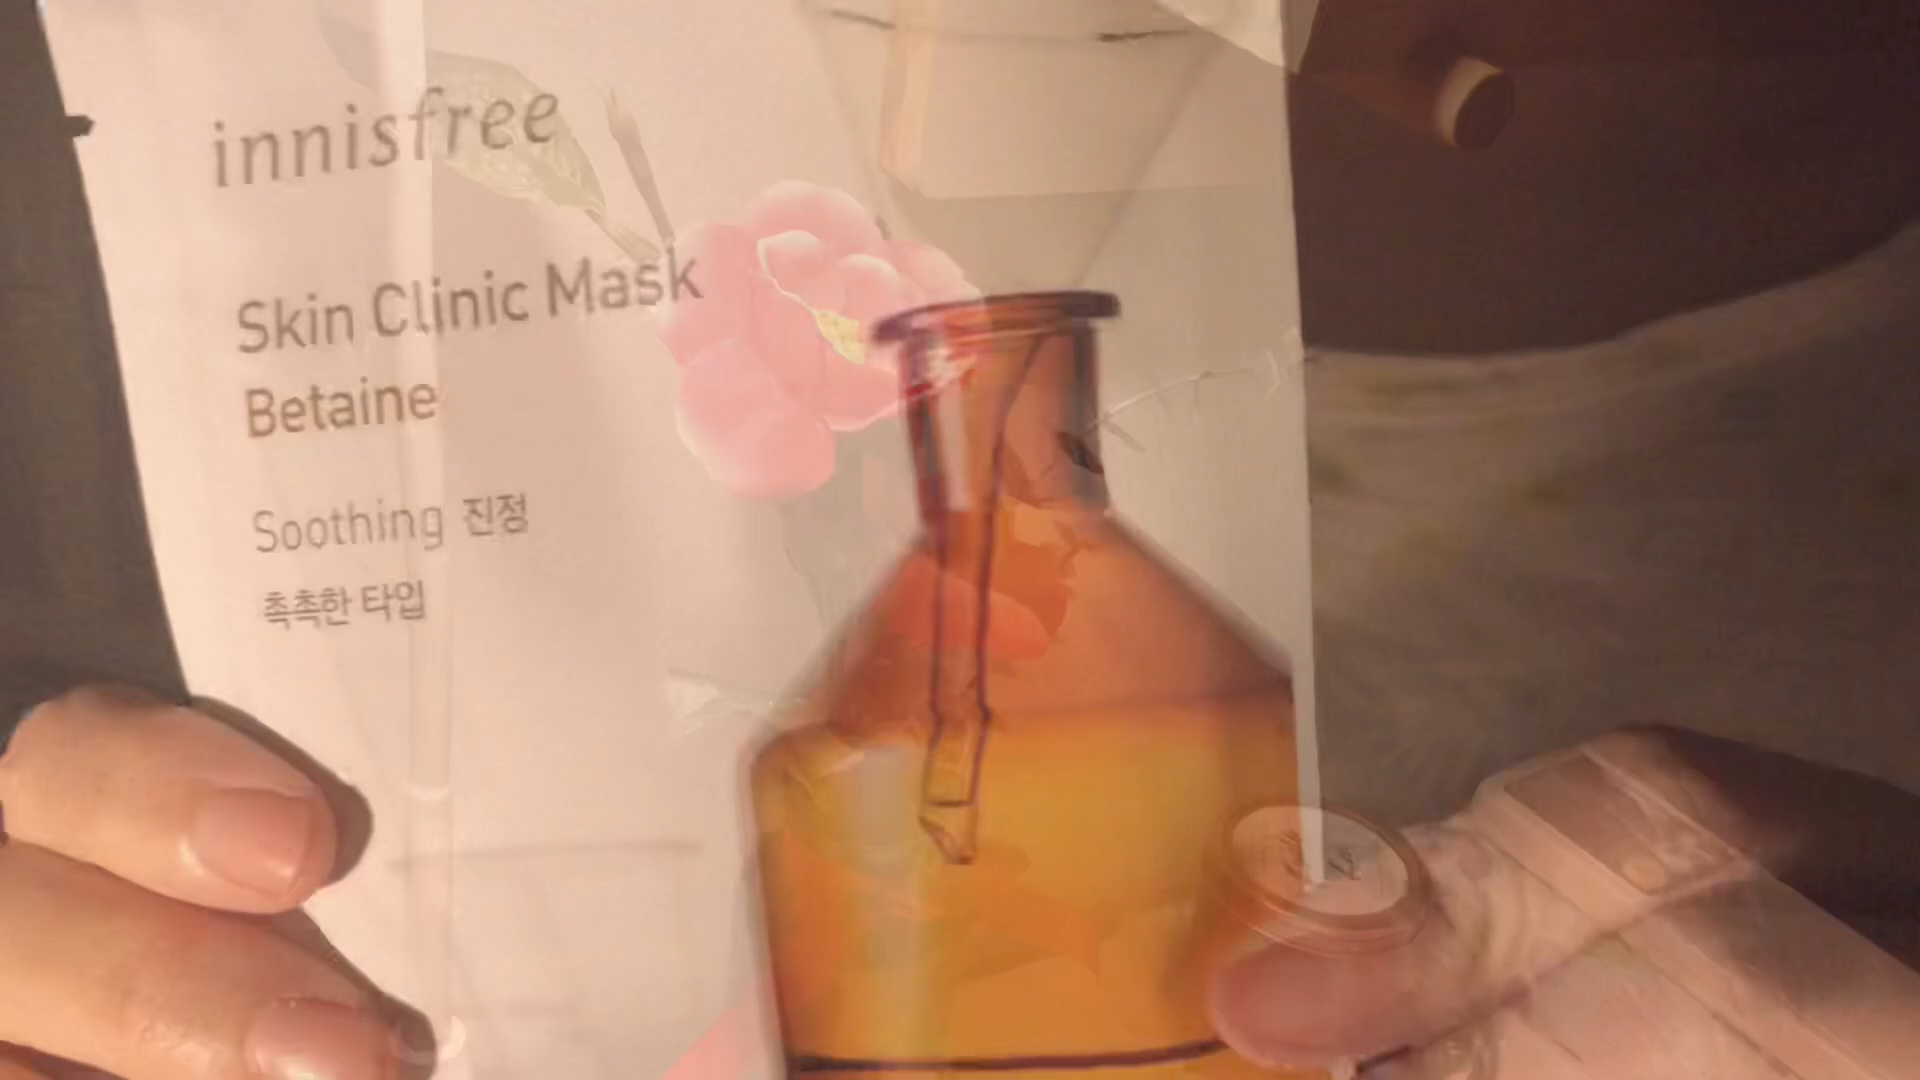 innisfree
Skin Clinic Mask
Betaine
Soothing 진정
촉촉한 타입